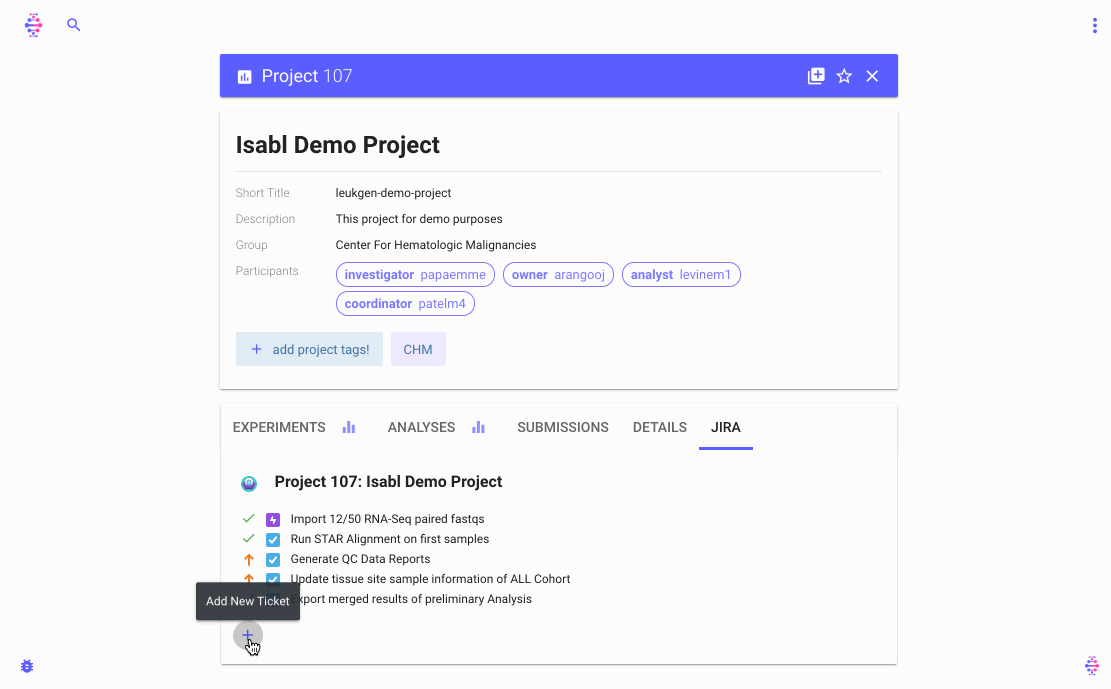 Project 107
Isabl Demo Project
Short Title leukgen-demo-project
Description This project for demo purposes
Group Center For Hematologic Malignancies
Participants investigator papaemme owner arangooj analyst levinem1
coordinator patelm4
+ add project tags! CHM
EXPERIMENTS ANALYSES SUBMISSIONS DETAILS JIRA
Project 107: Isabl Demo Project
Import 12/50 RNA-Seq paired fastqs
Run STAR Alignment on first samples
Generate QC Data Reports
Update tissue site sample information of ALL Cohort
xport merged results of preliminary Analysis
Add New Ticket